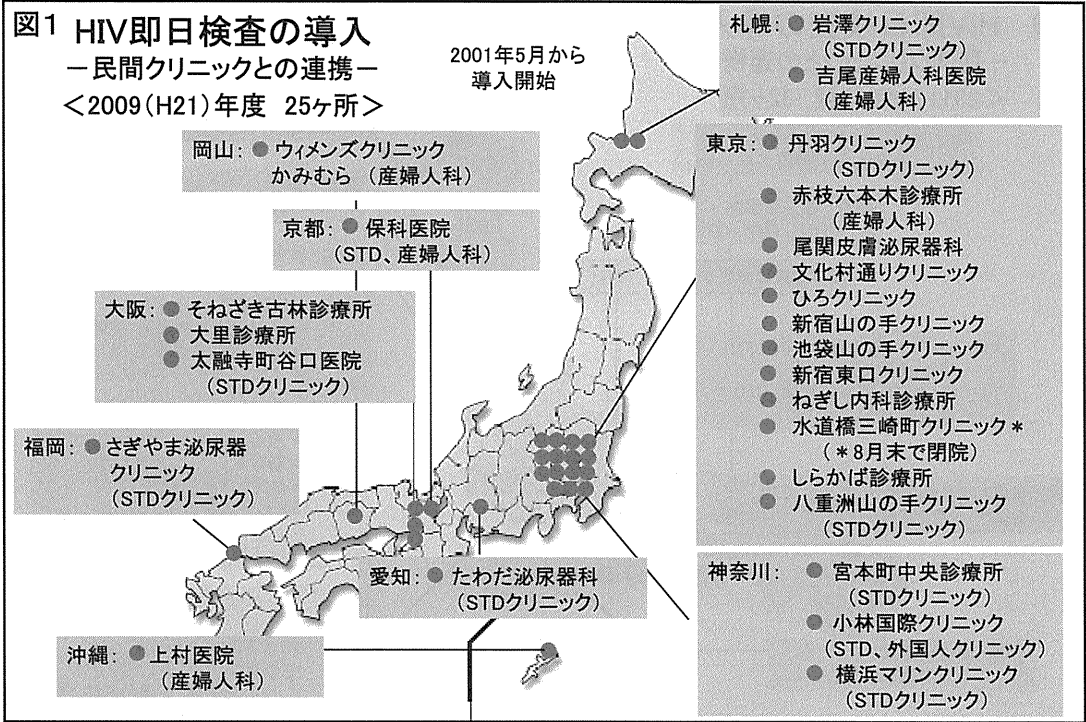 図1 HIV即日検査の導入
－民間クリニックとの連携－
＜2009(H21)年度 25ヶ所＞
2001年5月から
導入開始
札幌: ● 岩澤クリニック
(STDクリニック)
● 吉尾産婦人科医院
(産婦人科)
岡山: ● ウィメンズクリニック
かみむら (産婦人科)
京都: ● 保科医院
(STD、産婦人科)
大阪: ● そねざき古林診療所
● 大里診療所
● 太融寺町谷口医院
(STDクリニック)
福岡: ● さぎやま泌尿器
クリニック
(STDクリニック)
東京: ● 丹羽クリニック
(STDクリニック)
● 赤枝六本木診療所
(産婦人科)
● 尾関皮膚泌尿器科
● 文化村通りクリニック
● ひろクリニック
● 新宿山の手クリニック
● 池袋山の手クリニック
● 新宿東口クリニック
● ねぎし内科診療所
● 水道橋三崎町クリニック＊
(＊8月末で閉院)
● しらかば診療所
● 八重洲山の手クリニック
(STDクリニック)
愛知: ● たわだ泌尿器科
(STDクリニック)
神奈川: ● 宮本町中央診療所
(STDクリニック)
● 小林国際クリニック
(STD、外国人クリニック)
● 横浜マリンクリニック
(STDクリニック)
沖縄: ● 上村医院
(産婦人科)